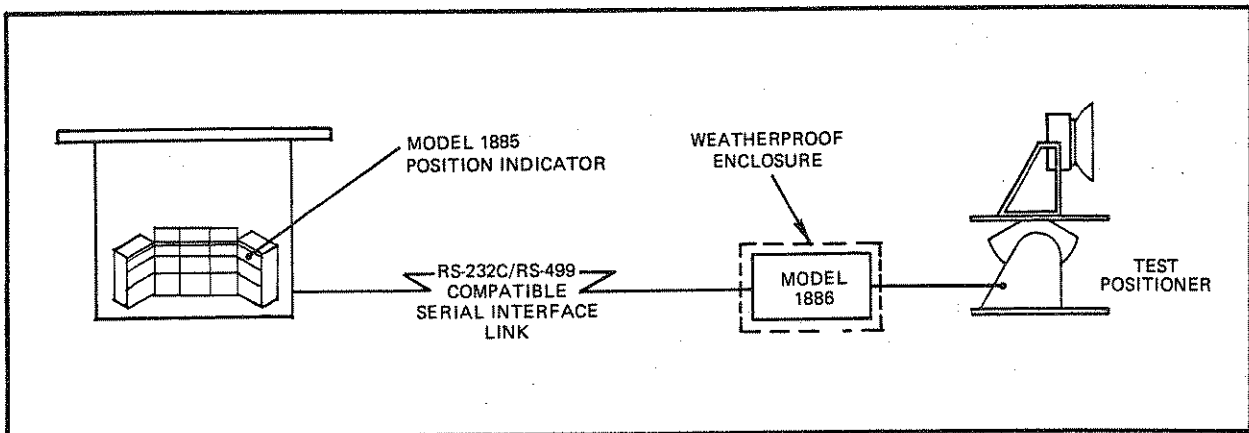 MODEL 1885
POSITION INDICATOR
WEATHERPROOF
ENCLOSURE
RS-232C/RS-499
COMPATIBLE
SERIAL INTERFACE
LINK
MODEL
1886
TEST
POSITIONER